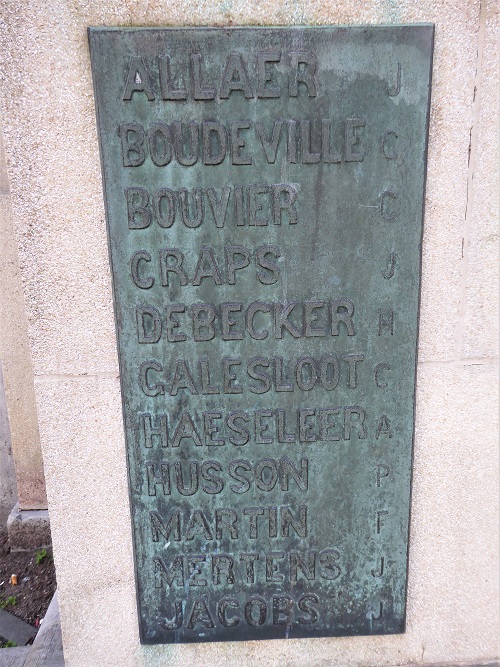 ALLAER J
BOUDEVILLE C
BOUVIER C
CRAPS J
DEBECKER H
GALESLOOT C
HAESELEER A
HUSSON P
MARTIN F
MERTENS J
JACOBS J